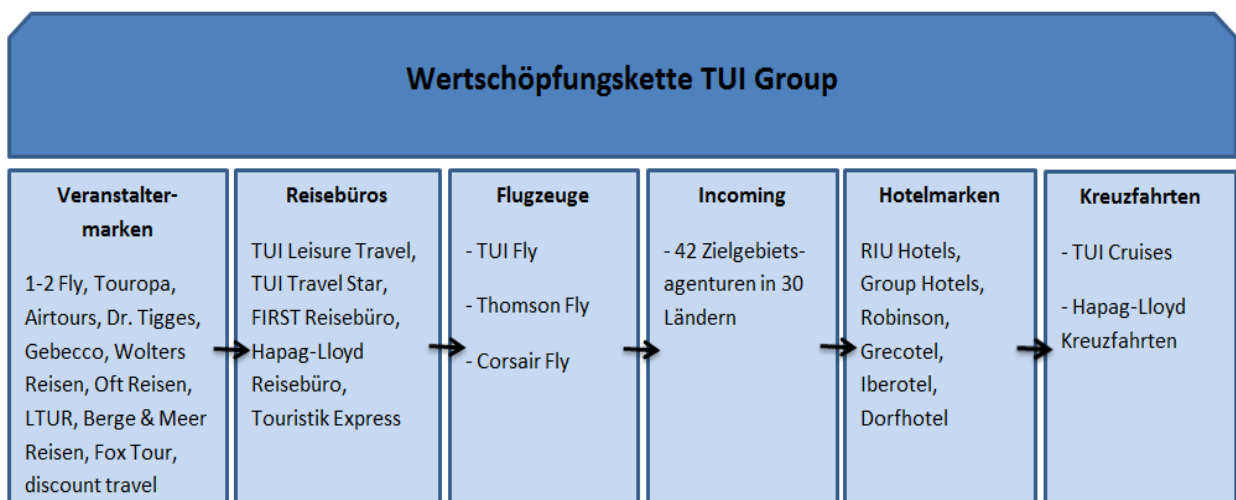 Wertschöpfungskette TUI Group
Veranstalter-
marken
1-2 Fly, Touropa,
Airtours, Dr. Tigges,
Gebecco, Wolters
Reisen, Oft Reisen,
LTUR, Berge & Meer
Reisen, Fox Tour,
discount travel
Reisebüros
TUI Leisure Travel,
TUI Travel Star,
FIRST Reisebüro,
Hapag-Lloyd
Reisebüro,
Touristik Express
Flugzeuge
- TUI Fly
- Thomson Fly
- Corsair Fly
Incoming
- 42 Zielgebiets-
agenturen in 30
Ländern
Hotelmarken
RIU Hotels,
Group Hotels,
Robinson,
Grecotel,
Iberotel,
Dorfhotel
Kreuzfahrten
- TUI Cruises
- Hapag-Lloyd
Kreuzfahrten